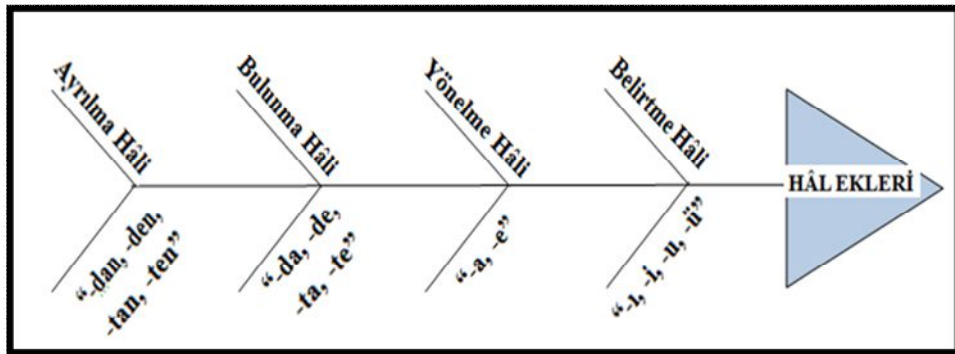 Ayrılma Hâli
Bulunma Hâli
Yönelme Hâli
Belirtme Hâli
HÂL EKLERİ
“-dan, -den,
-tan, -ten”
“-da, -de,
-ta, -te”
“-a, -e”
“-ı, -i, -u, -ü”